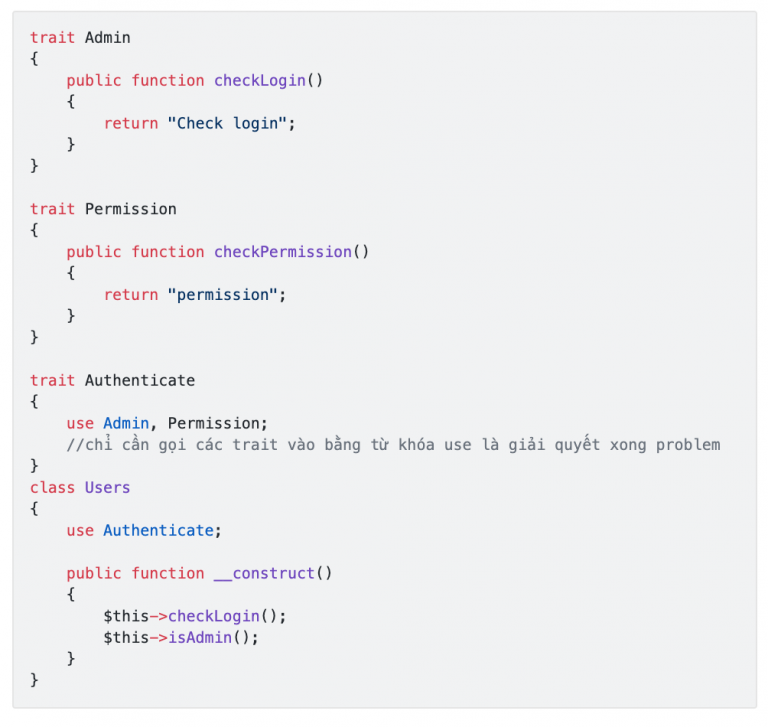 trait Admin
{
    public function checkLogin()
    {
        return "Check login";
    }
}

trait Permission
{
    public function checkPermission()
    {
        return "permission";
    }
}

trait Authenticate
{
    use Admin, Permission;
    //chỉ cần gọi các trait vào bằng từ khóa use là giải quyết xong problem
}
class Users
{
    use Authenticate;

    public function __construct()
    {
        $this->checkLogin();
        $this->isAdmin();
    }
}